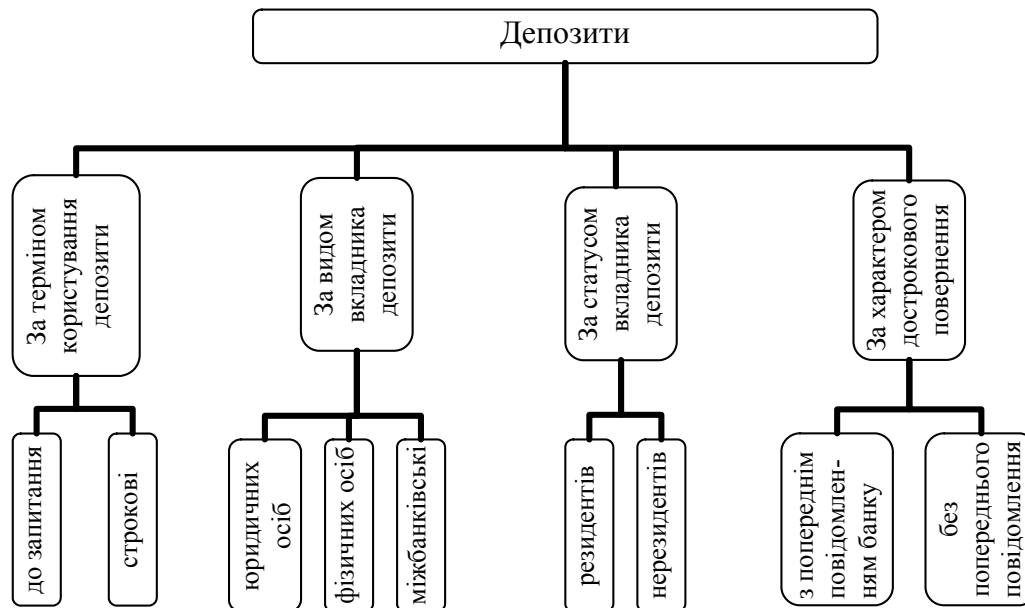 Депозити
За терміном
користування
депозити
За видом
вкладника
депозити
За статусом
вкладника
депозити
За характером
дострокового
повернення
до запитання
строкові
юридичних
осіб
фізичних осіб
міжбанківські
резидентів
нерезидентів
з попереднім
повідомлен-
ням банку
без
попереднього
повідомлення